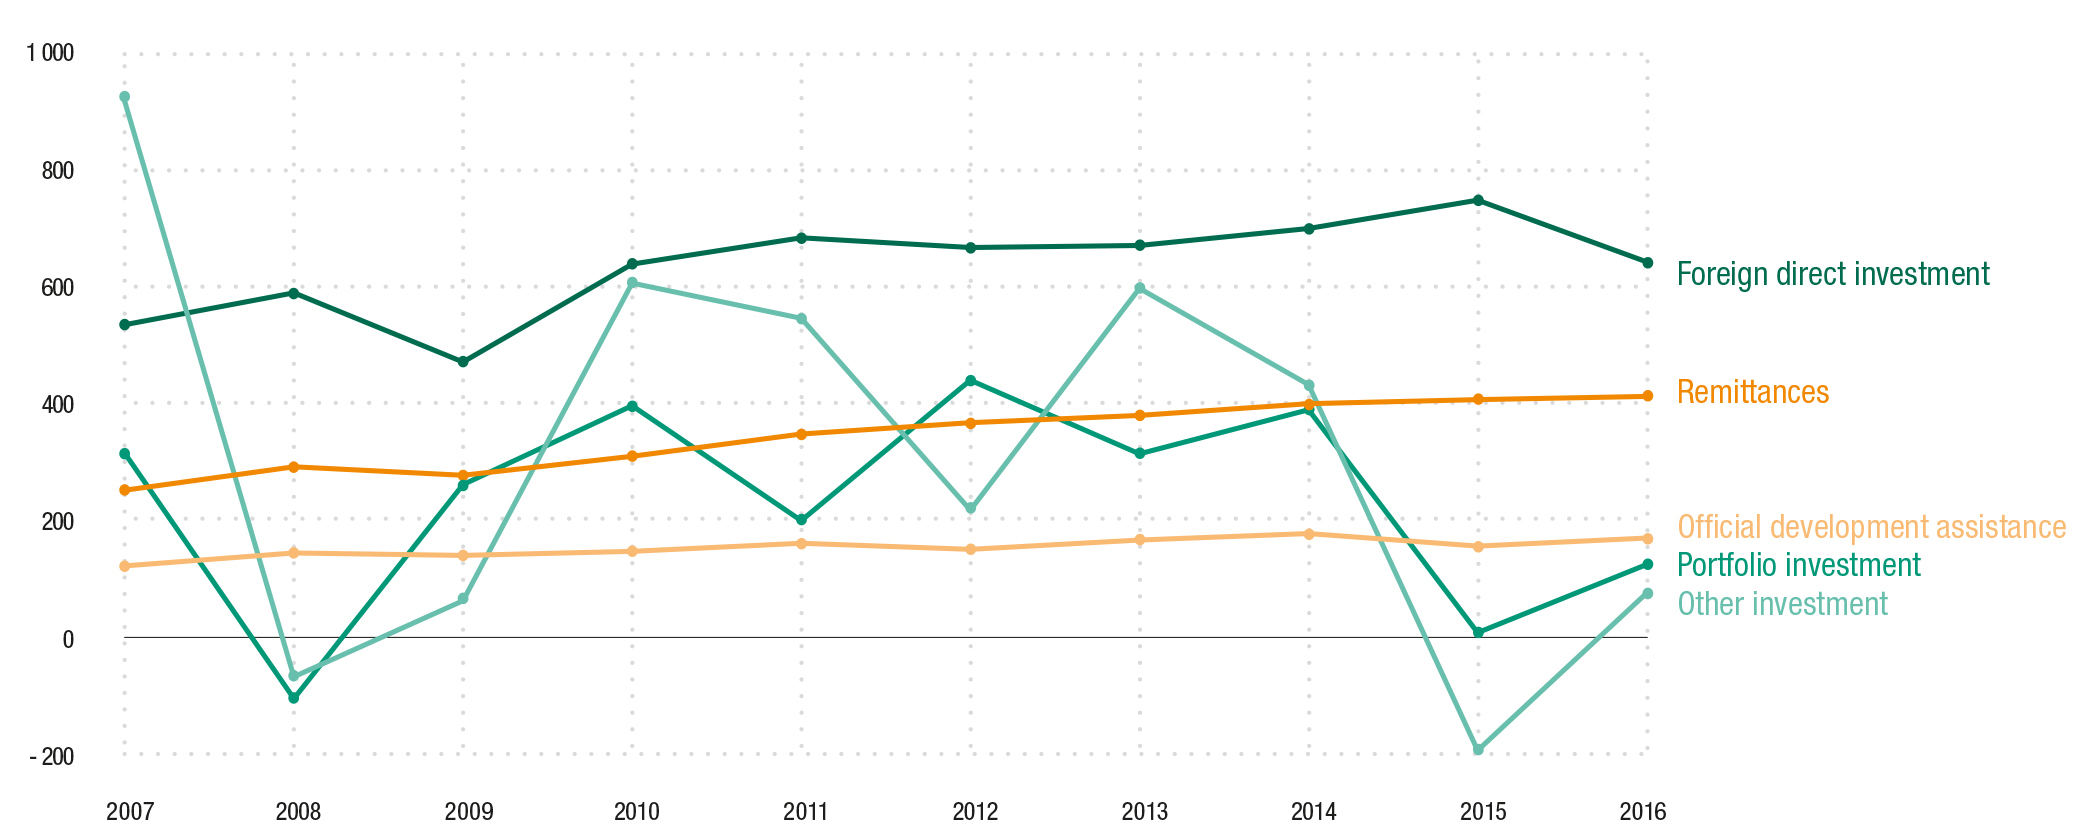 1 000
800
600
400
200
0
- 200
Foreign direct investment
Remittances
Official development assistance
Portfolio investment
Other investment
2007 2008 2009 2010 2011 2012 2013 2014 2015 2016